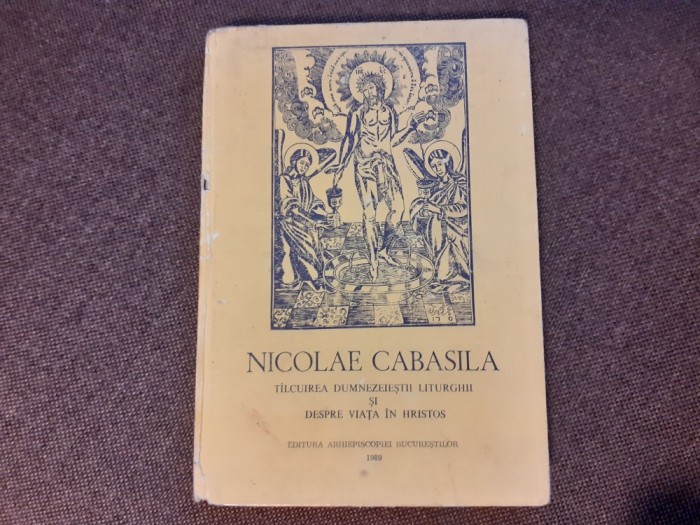 NICOLAE CABASILA
TÎLCUIREA DUMNEZEIEȘTII LITURGHII
ȘI
DESPRE VIAȚA ÎN HRISTOS
EDITURA ARHIEPISCOPIEI BUCUREȘTILOR
1989